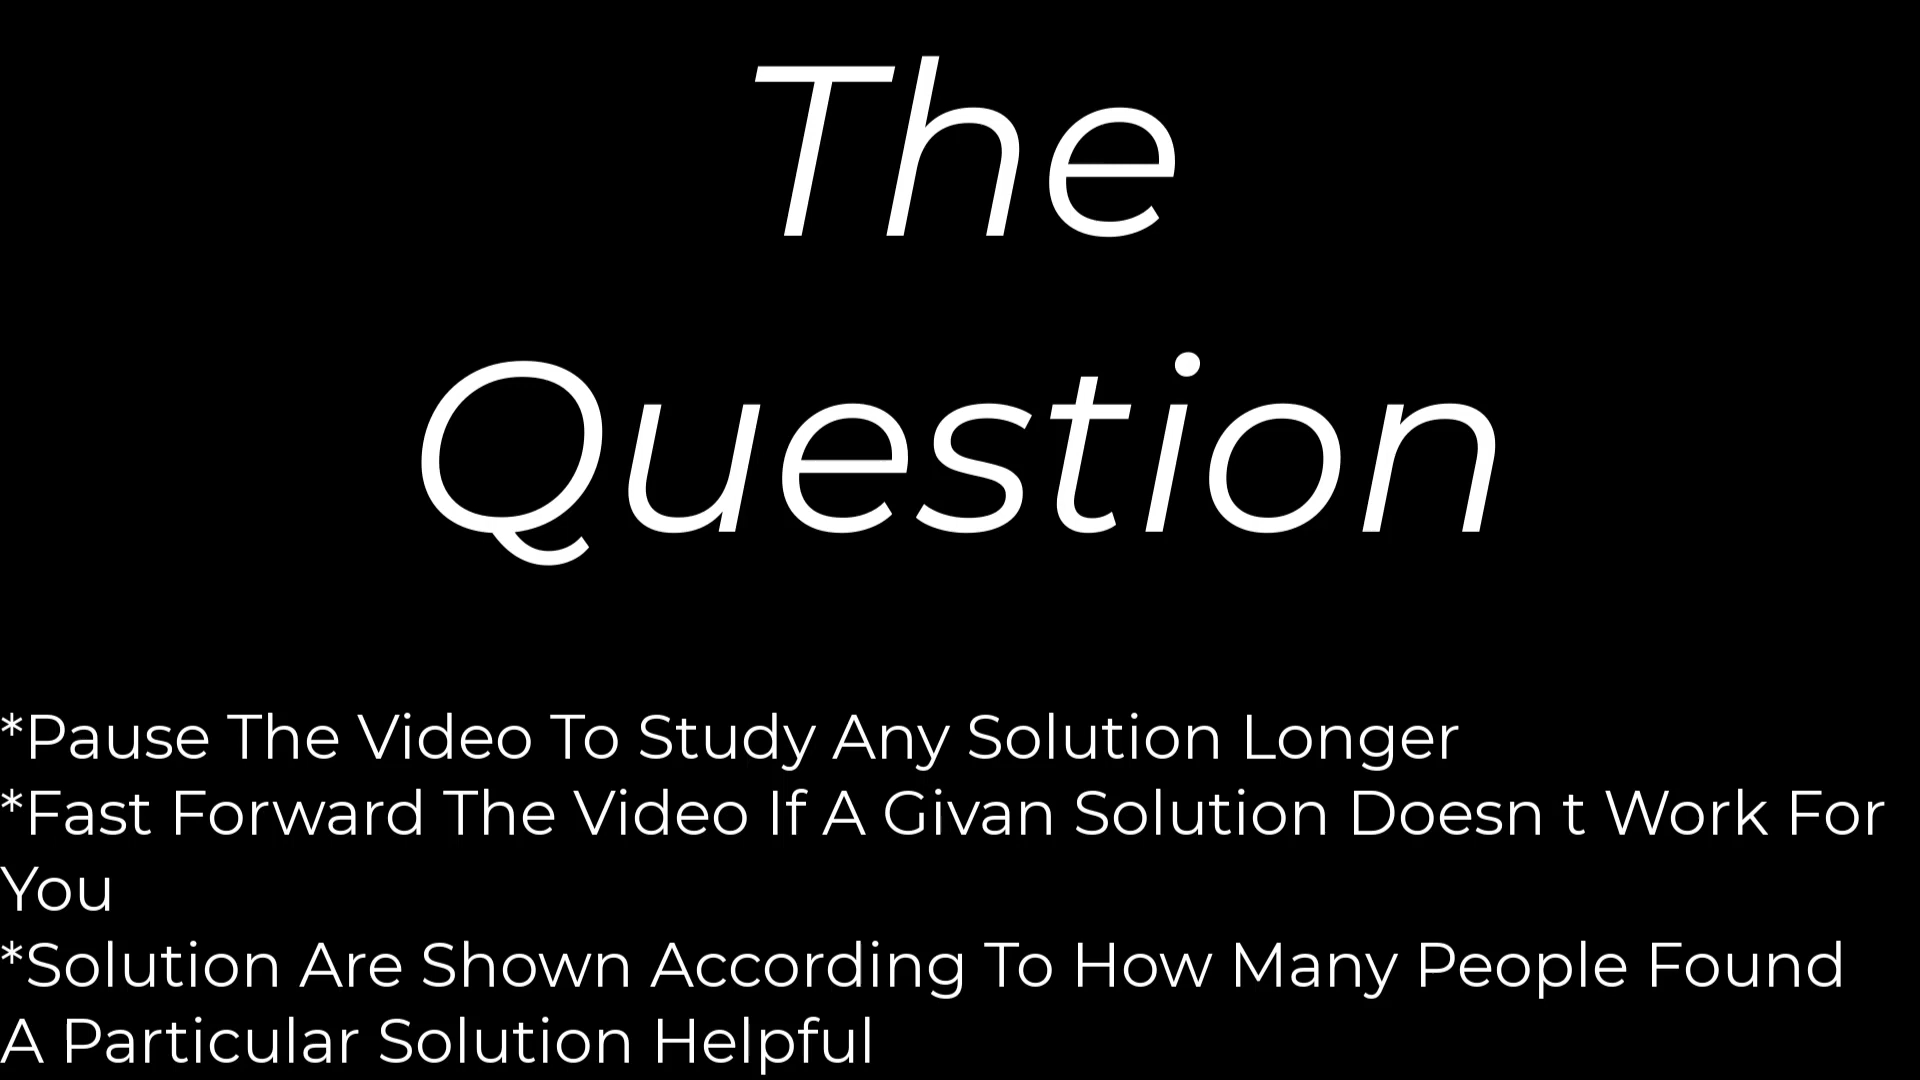 The
Question
*Pause The Video To Study Any Solution Longer
*Fast Forward The Video If A Givan Solution Doesn t Work For
You
*Solution Are Shown According To How Many People Found
A Particular Solution Helpful